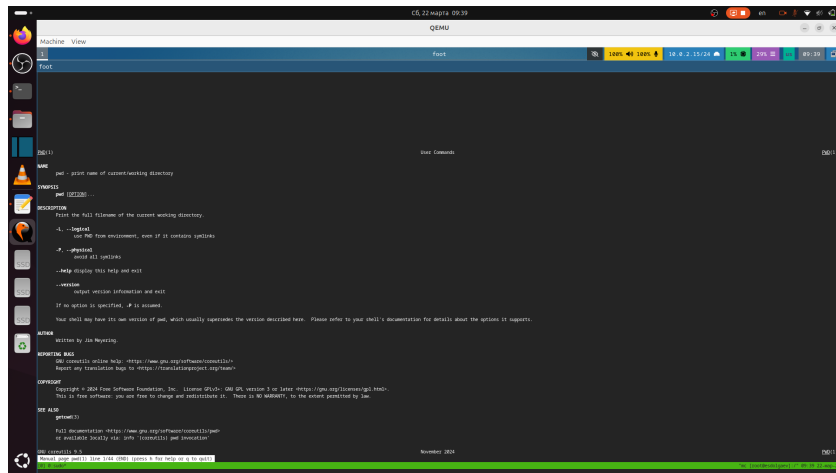 Сб, 22 марта 09:39
en
QEMU
Machine View
1 foot 100% 100% 10.0.2.15/24 1% 29% us 09:39
foot
PWD(1) User Commands PWD(1
NAME
pwd - print name of current/working directory
SYNOPSIS
pwd [OPTION]...
DESCRIPTION
Print the full filename of the current working directory.
-L, --logical
use PWD from environment, even if it contains symlinks
-P, --physical
avoid all symlinks
--help display this help and exit
--version
output version information and exit
If no option is specified, -P is assumed.
Your shell may have its own version of pwd, which usually supersedes the version described here. Please refer to your shell's documentation for details about the options it supports.
AUTHOR
Written by Jim Meyering.
REPORTING BUGS
GNU coreutils online help: <https://www.gnu.org/software/coreutils/>
Report any translation bugs to <https://translationproject.org/team/>
COPYRIGHT
Copyright © 2024 Free Software Foundation, Inc. License GPLv3+: GNU GPL version 3 or later <https://gnu.org/licenses/gpl.html>.
This is free software: you are free to change and redistribute it. There is NO WARRANTY, to the extent permitted by law.
SEE ALSO
getcwd(3)
Full documentation <https://www.gnu.org/software/coreutils/pwd>
or available locally via: info '(coreutils) pwd invocation'
GNU coreutils 9.5 November 2024 PWD(
Manual page pwd(1) line 1/44 (END) (press h for help or q to quit)
SSD
SSD
SSD